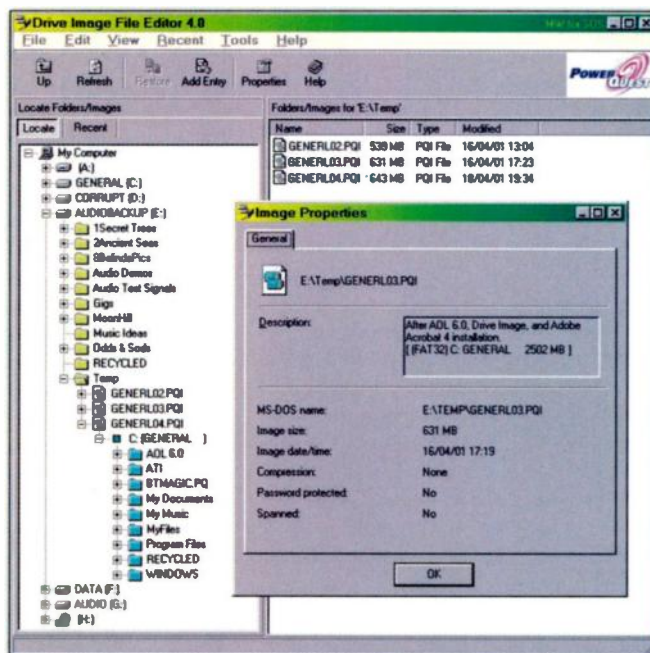 Drive Image File Editor 4.0
File Edit View Recent Tools Help
Up Refresh Restore Add Entry Properties Help
POWERQUEST
Locate Folders/Images
Folders/Images for 'E:\Temp'
Locate Recent
Name Size Type Modified
GENERL02.PQI 539 MB PQI File 16/04/01 13:04
GENERL03.PQI 631 MB PQI File 16/04/01 17:23
GENERL04.PQI 643 MB PQI File 18/04/01 19:34
My Computer
(A:)
GENERAL (C:)
CORRUPT (D:)
AUDIOBACKUP (E:)
1Secret Trees
2Ancient Seas
8BelindaPics
Audio Demos
Audio Test Signals
Gigs
MoonHill
Music Ideas
Odds & Sods
RECYCLED
Temp
GENERL02.PQI
GENERL03.PQI
GENERL04.PQI
C: (GENERAL )
AOL 6.0
ATI
BTMAGIC.PQ
My Documents
My Music
MyFiles
Program Files
RECYCLED
WINDOWS
DATA (F:)
AUDIO (G:)
(H:)
Image Properties
General
E:\Temp\GENERL03.PQI
Description:
After AOL 6.0, Drive Image, and Adobe
Acrobat 4 installation.
[ (FAT32) C: GENERAL 2502 MB ]
MS-DOS name: E:\TEMP\GENERL03.PQI
Image size: 631 MB
Image date/time: 16/04/01 17:19
Compression: None
Password protected: No
Spanned: No
OK